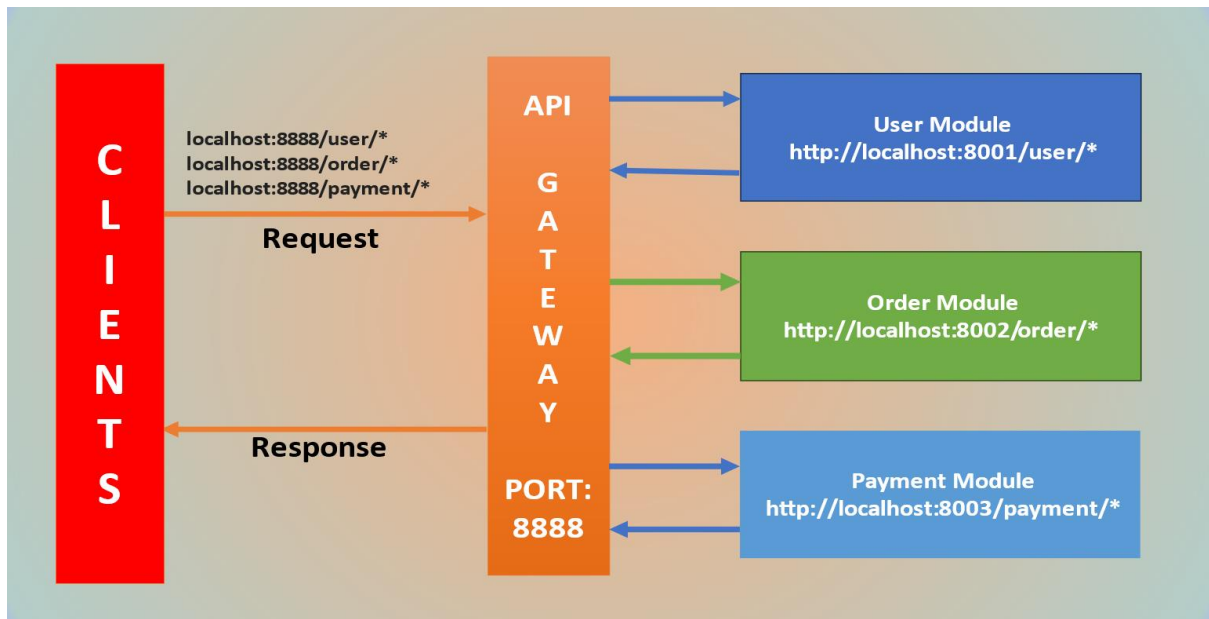 CLIENTS
localhost:8888/user/*
localhost:8888/order/*
localhost:8888/payment/*
Request
Response
API
GATEWAY
PORT:
8888
User Module
http://localhost:8001/user/*
Order Module
http://localhost:8002/order/*
Payment Module
http://localhost:8003/payment/*